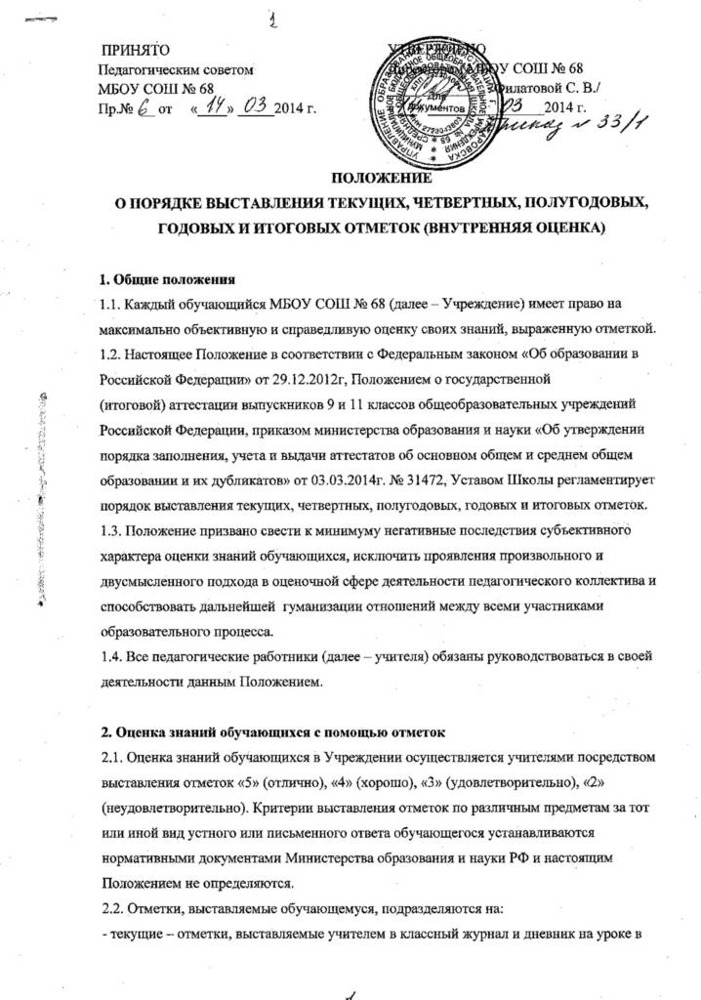 1
ПРИНЯТО
УТВЕРЖДЕНО
Педагогическим советом
МБОУ СОШ № 68
МБОУ СОШ № 68
Филатовой С. В./
Пр.№ 6 от «14» 03 2014 г.
03 2014 г.
приказ № 33/1
Для
документов
ПОЛОЖЕНИЕ
О ПОРЯДКЕ ВЫСТАВЛЕНИЯ ТЕКУЩИХ, ЧЕТВЕРТНЫХ, ПОЛУГОДОВЫХ,
ГОДОВЫХ И ИТОГОВЫХ ОТМЕТОК (ВНУТРЕННЯЯ ОЦЕНКА)
1. Общие положения
1.1. Каждый обучающийся МБОУ СОШ № 68 (далее – Учреждение) имеет право на
максимально объективную и справедливую оценку своих знаний, выраженную отметкой.
1.2. Настоящее Положение в соответствии с Федеральным законом «Об образовании в
Российской Федерации» от 29.12.2012г, Положением о государственной
(итоговой) аттестации выпускников 9 и 11 классов общеобразовательных учреждений
Российской Федерации, приказом министерства образования и науки «Об утверждении
порядка заполнения, учета и выдачи аттестатов об основном общем и среднем общем
образовании и их дубликатов» от 03.03.2014г. № 31472, Уставом Школы регламентирует
порядок выставления текущих, четвертных, полугодовых, годовых и итоговых отметок.
1.3. Положение призвано свести к минимуму негативные последствия субъективного
характера оценки знаний обучающихся, исключить проявления произвольного и
двусмысленного подхода в оценочной сфере деятельности педагогического коллектива и
способствовать дальнейшей гуманизации отношений между всеми участниками
образовательного процесса.
1.4. Все педагогические работники (далее – учителя) обязаны руководствоваться в своей
деятельности данным Положением.
2. Оценка знаний обучающихся с помощью отметок
2.1. Оценка знаний обучающихся в Учреждении осуществляется учителями посредством
выставления отметок «5» (отлично), «4» (хорошо), «3» (удовлетворительно), «2»
(неудовлетворительно). Критерии выставления отметок по различным предметам за тот
или иной вид устного или письменного ответа обучающегося устанавливаются
нормативными документами Министерства образования и науки РФ и настоящим
Положением не определяются.
2.2. Отметки, выставляемые обучающемуся, подразделяются на:
- текущие – отметки, выставляемые учителем в классный журнал и дневник на уроке в